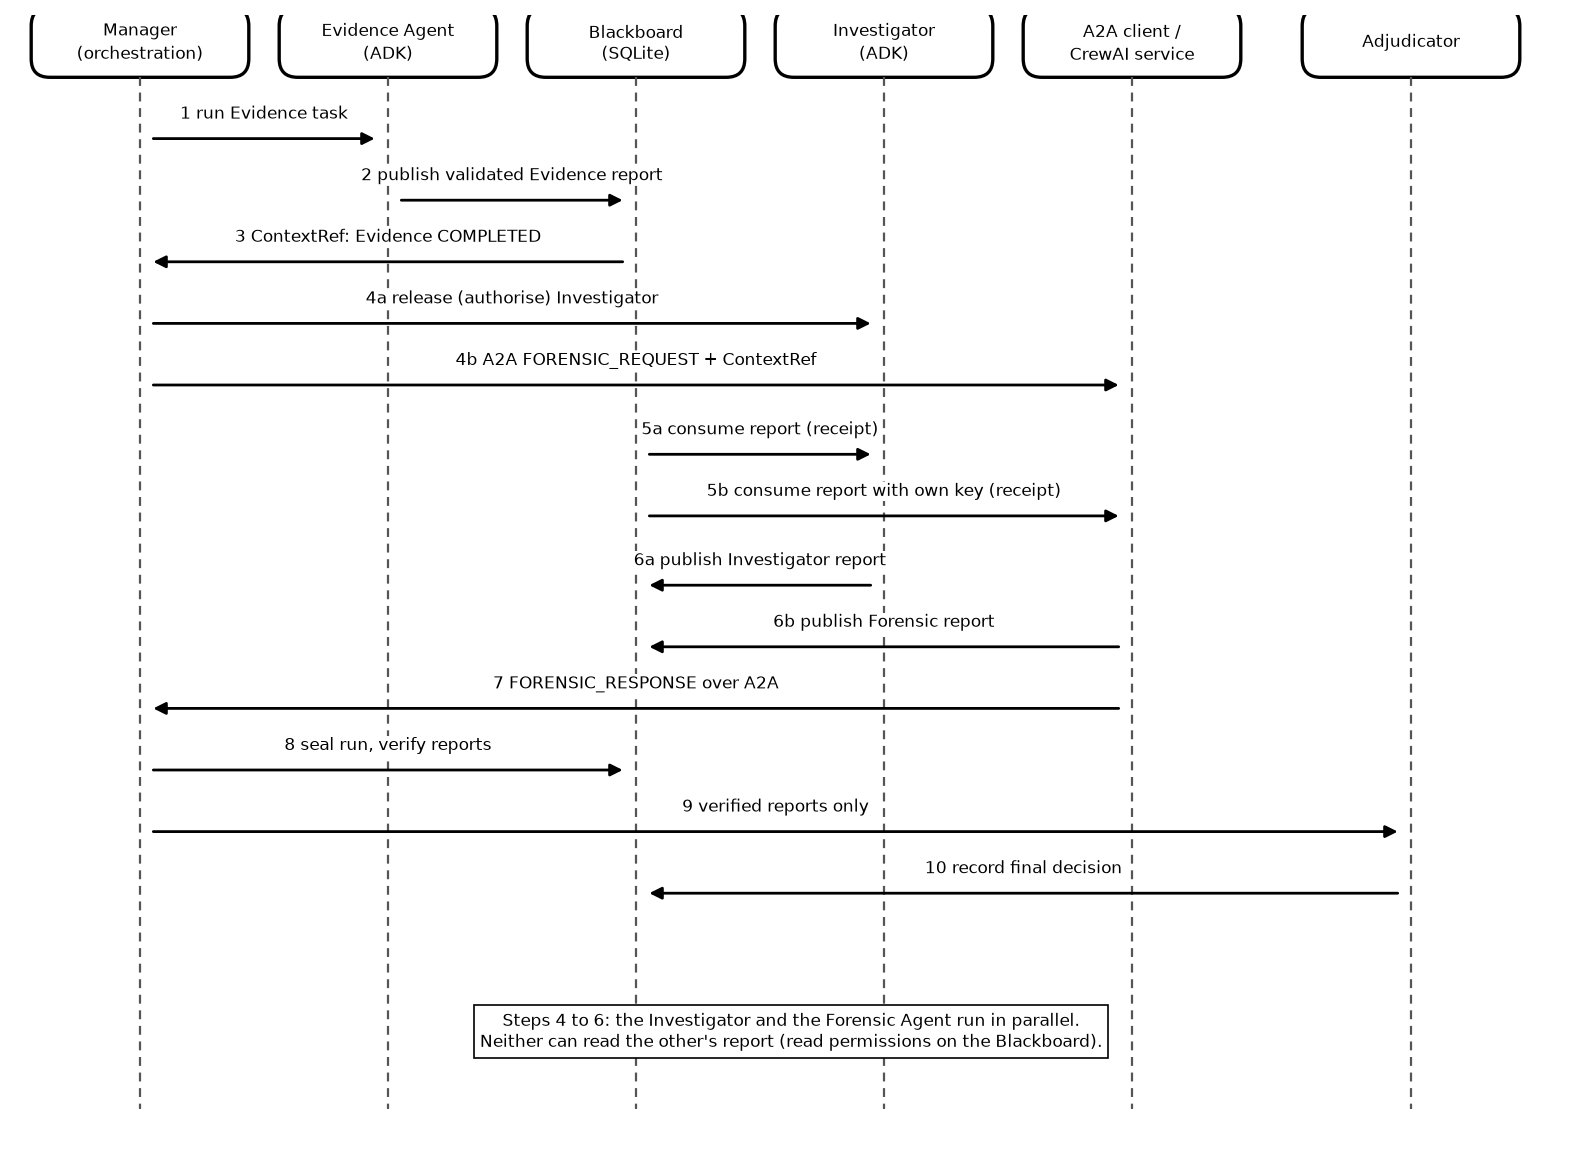 Manager
(orchestration)
Evidence Agent
(ADK)
Blackboard
(SQLite)
Investigator
(ADK)
A2A client /
CrewAI service
Adjudicator
1 run Evidence task
2 publish validated Evidence report
3 ContextRef: Evidence COMPLETED
4a release (authorise) Investigator
4b A2A FORENSIC_REQUEST + ContextRef
5a consume report (receipt)
5b consume report with own key (receipt)
6a publish Investigator report
6b publish Forensic report
7 FORENSIC_RESPONSE over A2A
8 seal run, verify reports
9 verified reports only
10 record final decision
Steps 4 to 6: the Investigator and the Forensic Agent run in parallel.
Neither can read the other's report (read permissions on the Blackboard).